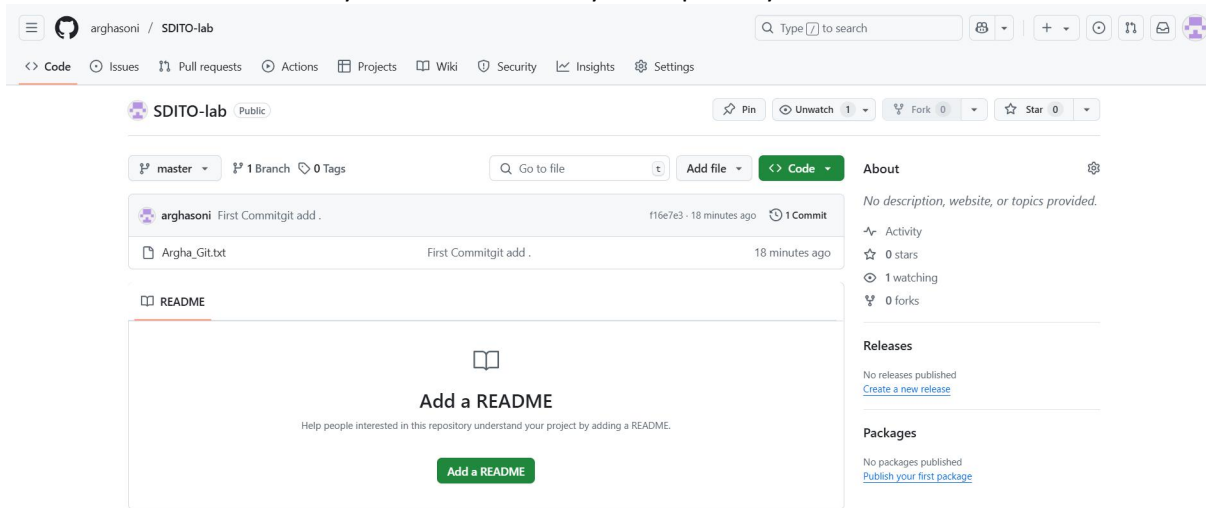 arghasoni / SDITO-lab
Type / to search
Code Issues Pull requests Actions Projects Wiki Security Insights Settings
SDITO-lab Public
Pin Unwatch 1 Fork 0 Star 0
master 1 Branch 0 Tags Go to file t Add file Code
About
No description, website, or topics provided.
arghasoni First Commitgit add . f16e7e3 · 18 minutes ago 1 Commit
Argha_Git.txt First Commitgit add . 18 minutes ago
Activity
0 stars
1 watching
0 forks
README
Add a README
Help people interested in this repository understand your project by adding a README.
Add a README
Releases
No releases published
Create a new release
Packages
No packages published
Publish your first package